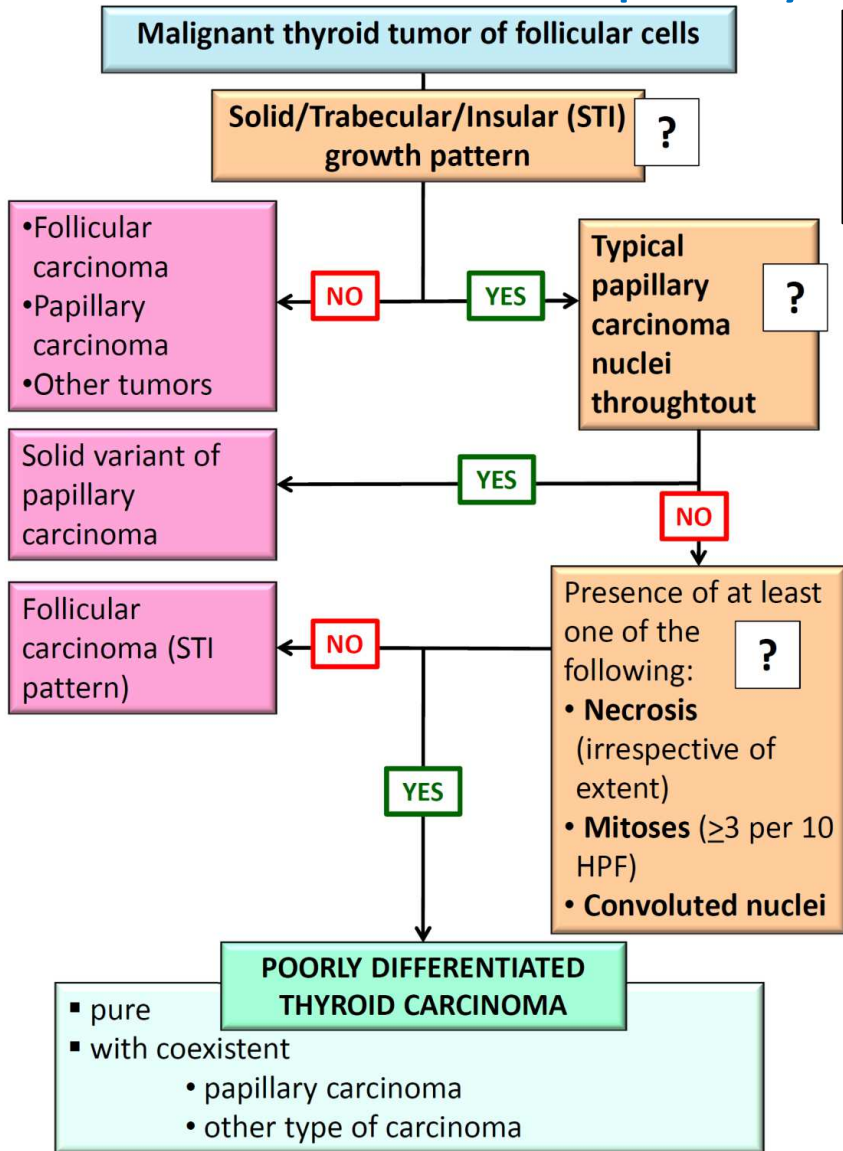 Malignant thyroid tumor of follicular cells
Solid/Trabecular/Insular (STI)
growth pattern
?
•Follicular
carcinoma
•Papillary
carcinoma
•Other tumors
NO
YES
Typical
papillary
carcinoma
nuclei
throughtout
?
Solid variant of
papillary
carcinoma
YES
NO
Follicular
carcinoma (STI
pattern)
NO
Presence of at least
one of the
following:
?
• Necrosis
(irrespective of
extent)
• Mitoses (≥3 per 10
HPF)
• Convoluted nuclei
YES
POORLY DIFFERENTIATED
THYROID CARCINOMA
▪ pure
▪ with coexistent
• papillary carcinoma
• other type of carcinoma